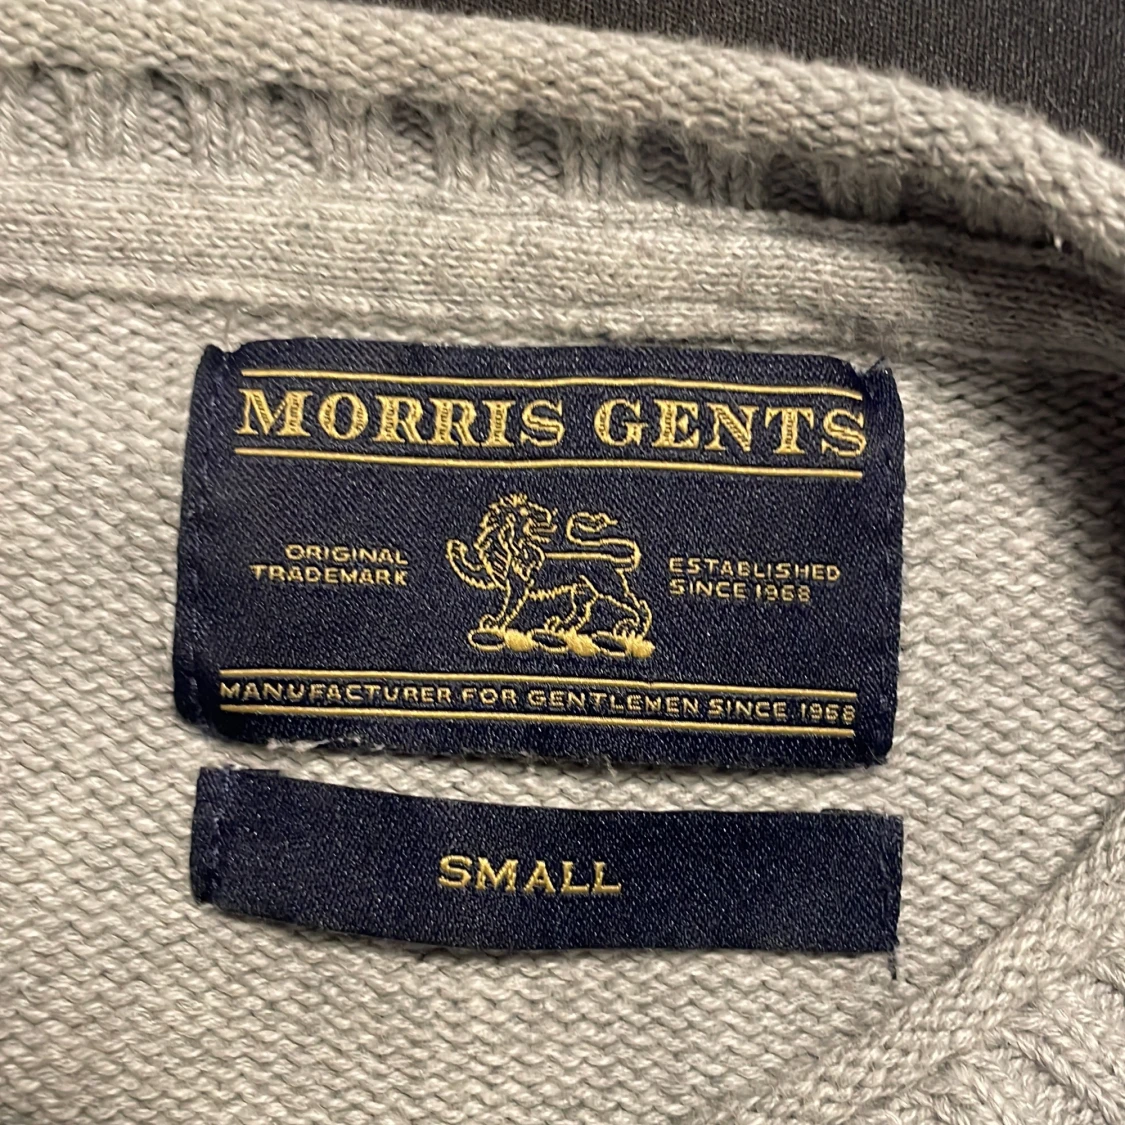 MORRIS GENTS
ORIGINAL
TRADEMARK
ESTABLISHED
SINCE 1968
MANUFACTURER FOR GENTLEMEN SINCE 1968
SMALL